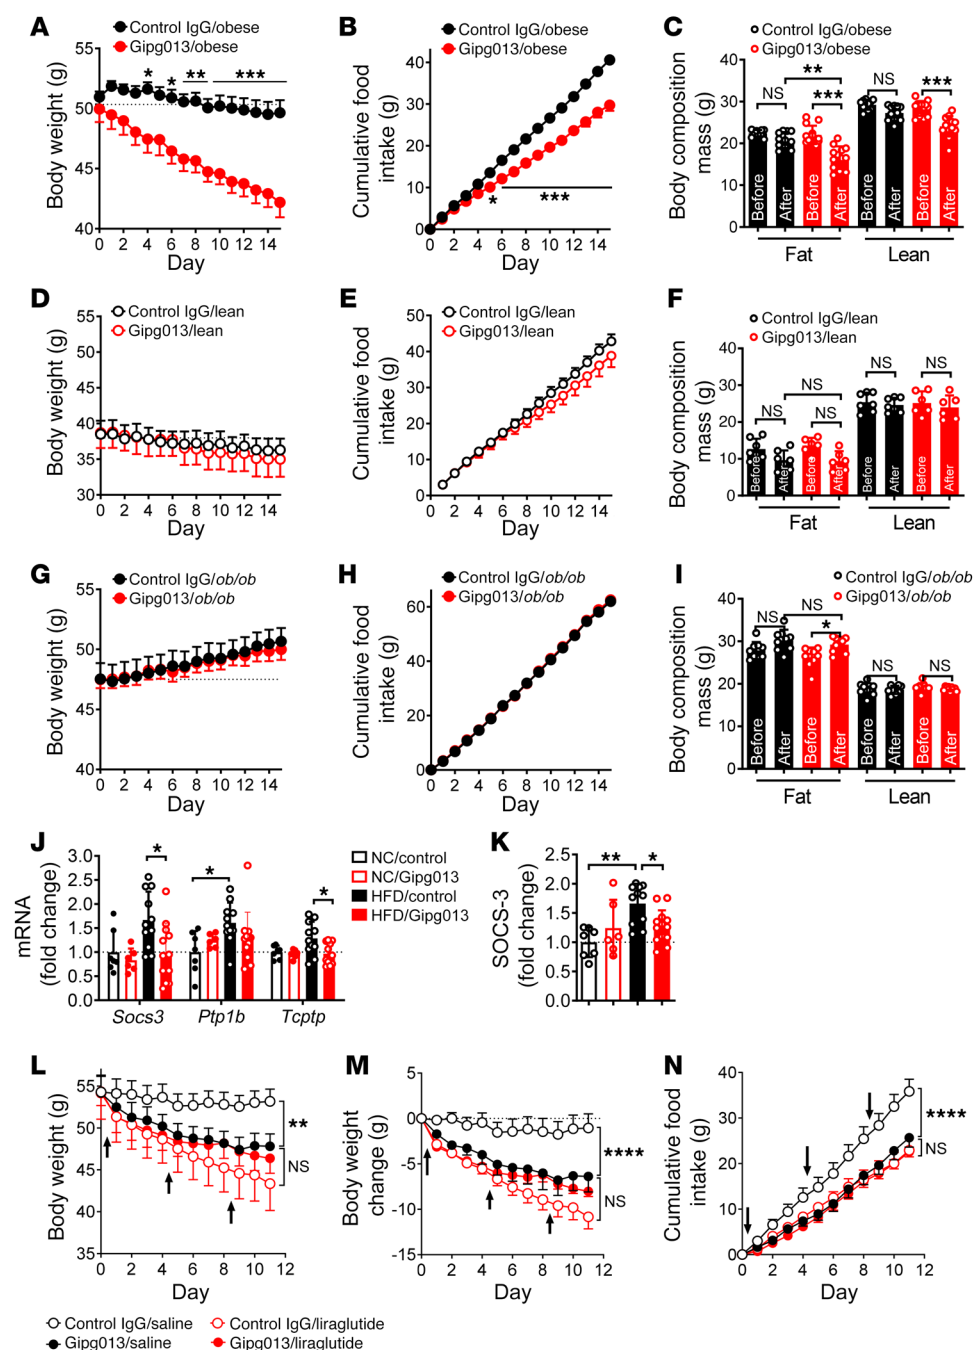 A
Control IgG/obese
Gipg013/obese
Body weight (g)
55
50
45
40
* * ** ***
0 2 4 6 8 10 12 14
Day
B
Control IgG/obese
Gipg013/obese
Cumulative food
intake (g)
40
30
20
10
0
* ***
0 2 4 6 8 10 12 14
Day
C
Control IgG/obese
Gipg013/obese
Body composition
mass (g)
40
30
20
10
0
NS ** *** NS ***
Before After Before After Before After Before After
Fat Lean
D
Control IgG/lean
Gipg013/lean
Body weight (g)
55
50
45
40
35
30
0 2 4 6 8 10 12 14
Day
E
Control IgG/lean
Gipg013/lean
Cumulative food
intake (g)
50
40
30
20
10
0
0 2 4 6 8 10 12 14
Day
F
Control IgG/lean
Gipg013/lean
Body composition
mass (g)
40
30
20
10
0
NS NS NS NS NS
Before After Before After Before After Before After
Fat Lean
G
Control IgG/ob/ob
Gipg013/ob/ob
Body weight (g)
55
50
45
40
0 2 4 6 8 10 12 14
Day
H
Control IgG/ob/ob
Gipg013/ob/ob
Cumulative food
intake (g)
60
40
20
0
0 2 4 6 8 10 12 14
Day
I
Control IgG/ob/ob
Gipg013/ob/ob
Body composition
mass (g)
40
30
20
10
0
NS NS * NS NS
Before After Before After Before After Before After
Fat Lean
J
mRNA
(fold change)
3.0
2.5
2.0
1.5
1.0
0.5
0.0
* * *
Socs3 Ptp1b Tcptp
NC/control
NC/Gipg013
HFD/control
HFD/Gipg013
K
SOCS-3
(fold change)
2.5
2.0
1.5
1.0
0.5
0.0
** *
L
Body weight (g)
55
50
45
40
35
**
NS
0 2 4 6 8 10 12
Day
M
Body weight
change (g)
5
0
-5
-10
-15
****
NS
0 2 4 6 8 10 12
Day
N
Cumulative food
intake (g)
40
30
20
10
0
****
NS
0 2 4 6 8 10 12
Day
Control IgG/saline
Control IgG/liraglutide
Gipg013/saline
Gipg013/liraglutide